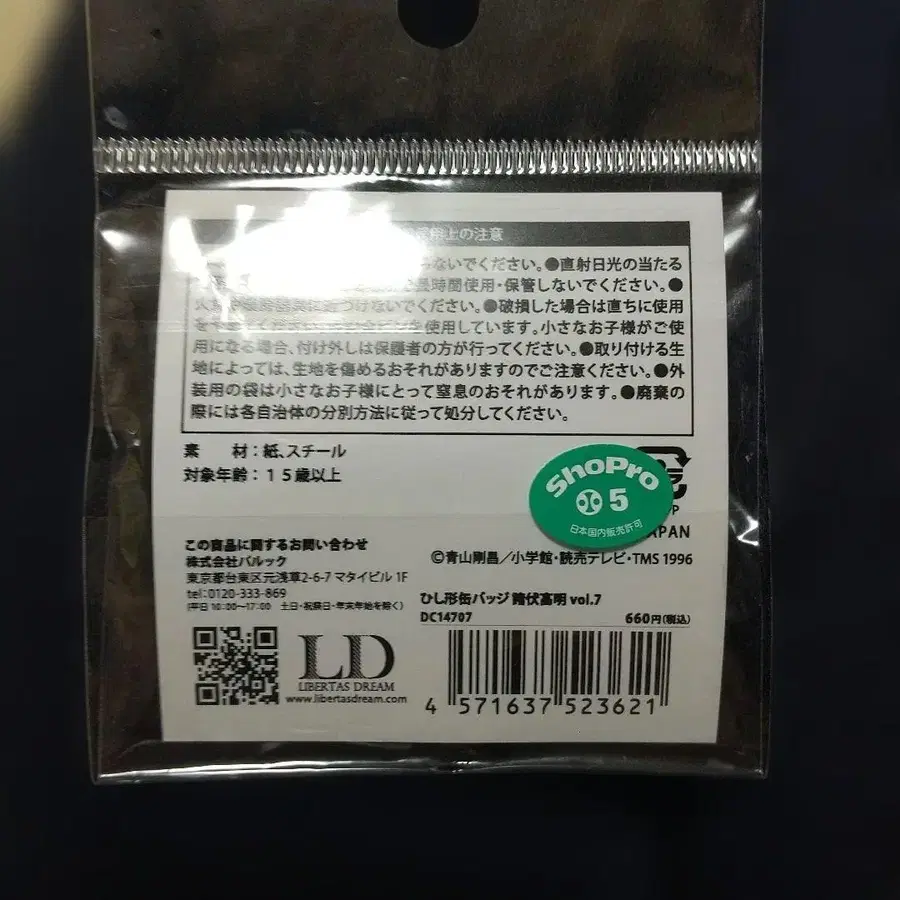 用上の注意
ないでください。●直射日光の当たる
長時間使用・保管しないでください。●
づけないでください。●破損した場合は直ちに使用
を使用しています。小さなお子様がご使
用になる場合、付け外しは保護者の方が行ってください。●取り付ける生
地によっては、生地を傷めるおそれがありますのでご注意ください。●外
装用の袋は小さなお子様にとって窒息のおそれがあります。●廃棄の
際には各自治体の分別方法に従って処分してください。
素 材：紙、スチール
対象年齢：15歳以上
ShoPro
5
日本国内販売許可
P
JAPAN
この商品に関するお問い合わせ
株式会社バルック
東京都台東区元浅草2-6-7 マタイビル 1F
tel：0120-333-869
(平日 10：00～17：00 土日・祝祭日・年末年始を除く)
©青山剛昌／小学館・読売テレビ・TMS 1996
ひし形缶バッジ 諸伏高明 vol.7
DC14707 660円(税込)
LD
LIBERTAS DREAM
www.libertasdream.com
4 571637 523621